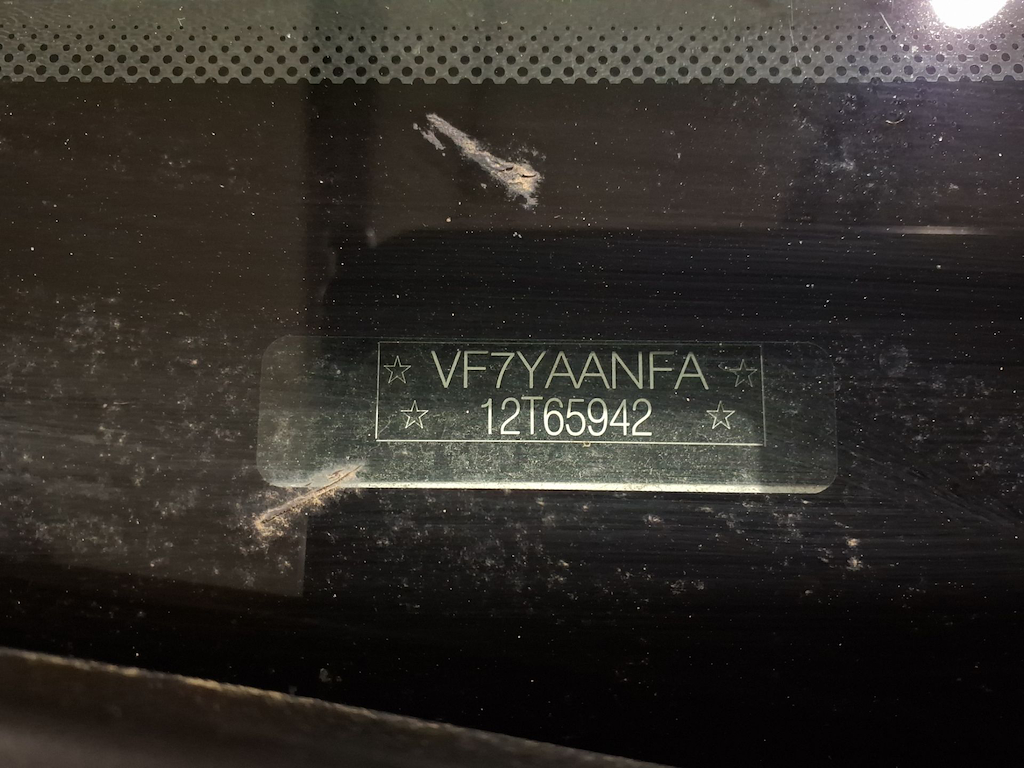 ☆ VF7YAANFA ☆
☆ 12T65942 ☆